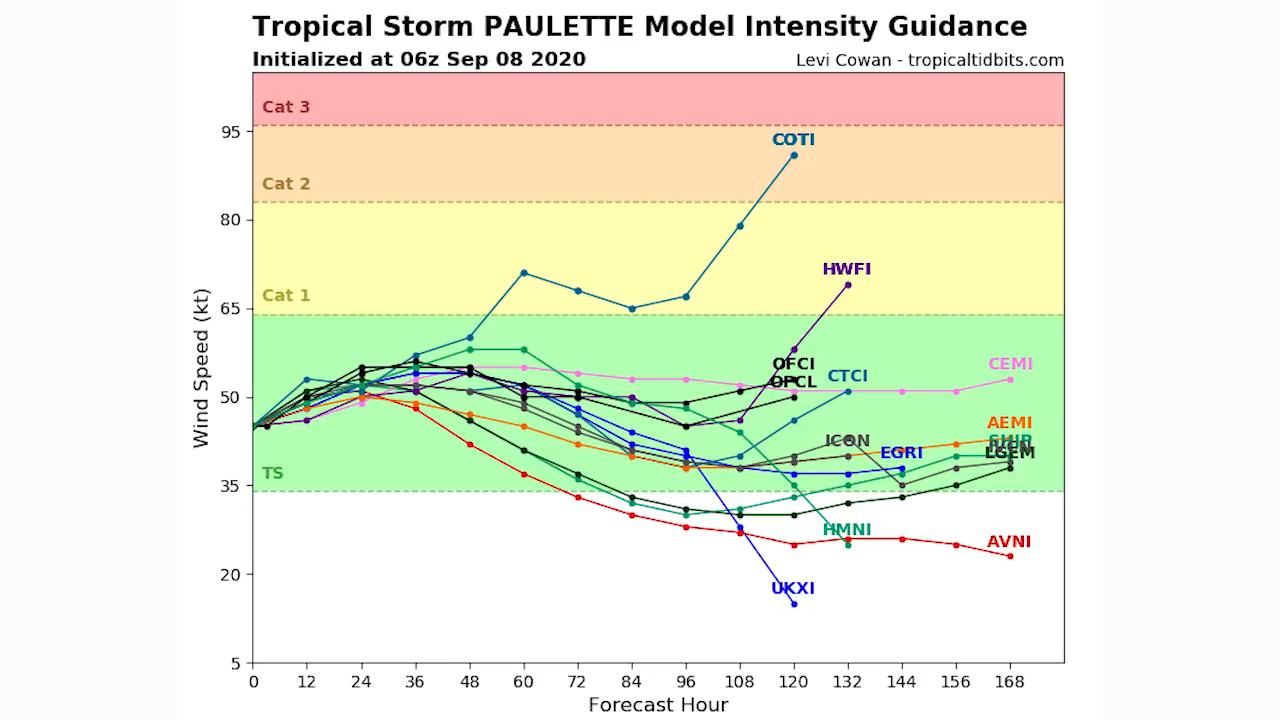 Tropical Storm PAULETTE Model Intensity Guidance
Initialized at 06z Sep 08 2020
Levi Cowan - tropicaltidbits.com
Cat 3
95
COTI
Cat 2
80
HWFI
Cat 1
65
OFCI
CEMI
CTCI
OFCL
50
AEMI
ICON
SHIP
EGRI
LGEM
TS
35
HMNI
AVNI
20
UKXI
5
0 12 24 36 48 60 72 84 96 108 120 132 144 156 168
Wind Speed (kt)
Forecast Hour